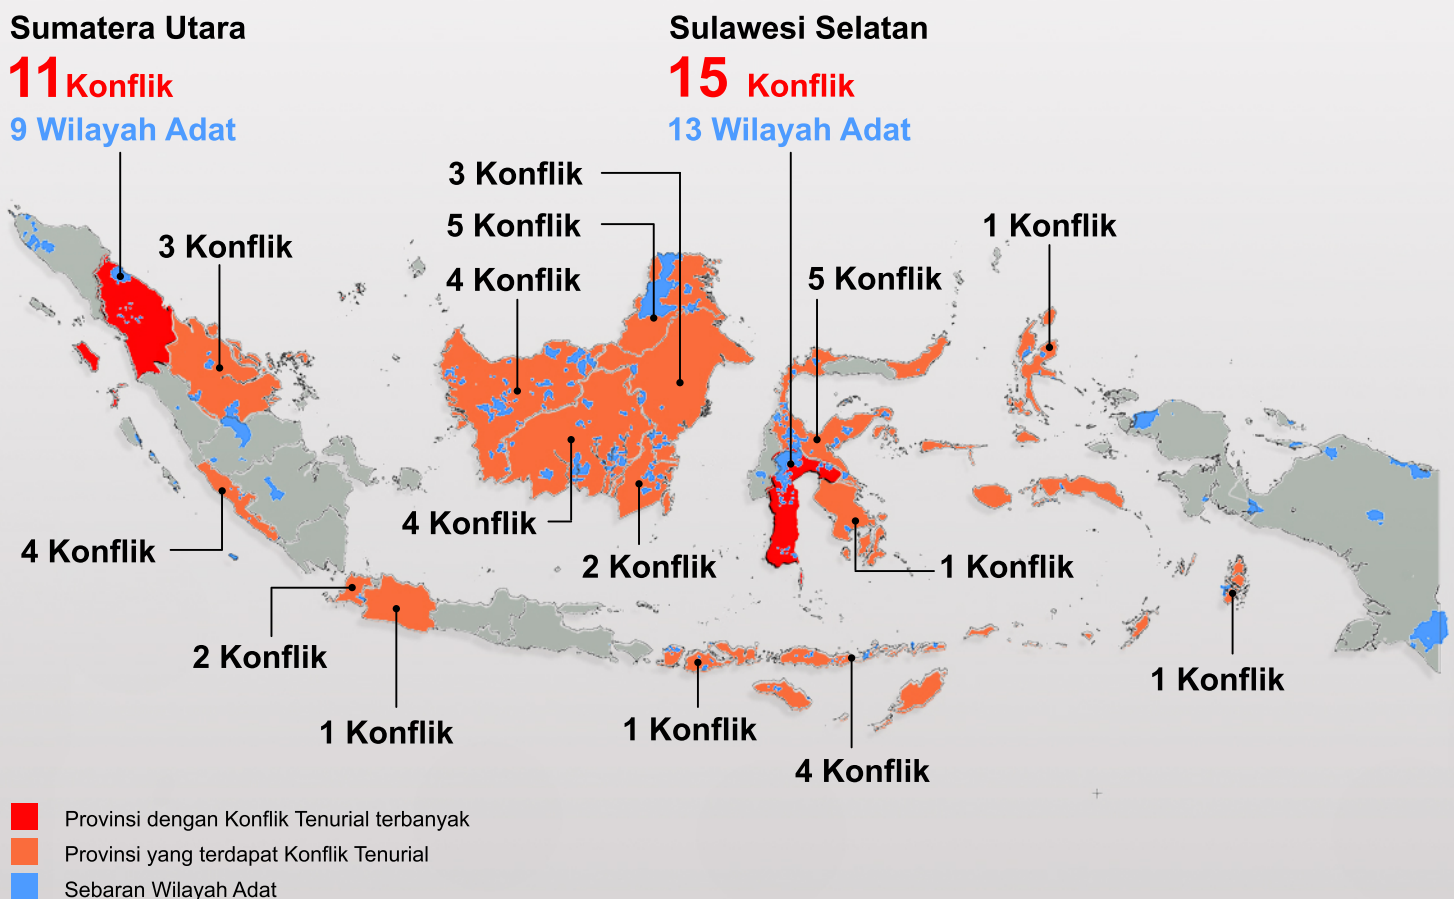 Sumatera Utara
11 Konflik
9 Wilayah Adat
Sulawesi Selatan
15 Konflik
13 Wilayah Adat
3 Konflik
5 Konflik
4 Konflik
3 Konflik
1 Konflik
5 Konflik
4 Konflik
4 Konflik
2 Konflik
1 Konflik
2 Konflik
1 Konflik
1 Konflik
4 Konflik
1 Konflik
Provinsi dengan Konflik Tenurial terbanyak
Provinsi yang terdapat Konflik Tenurial
Sebaran Wilayah Adat